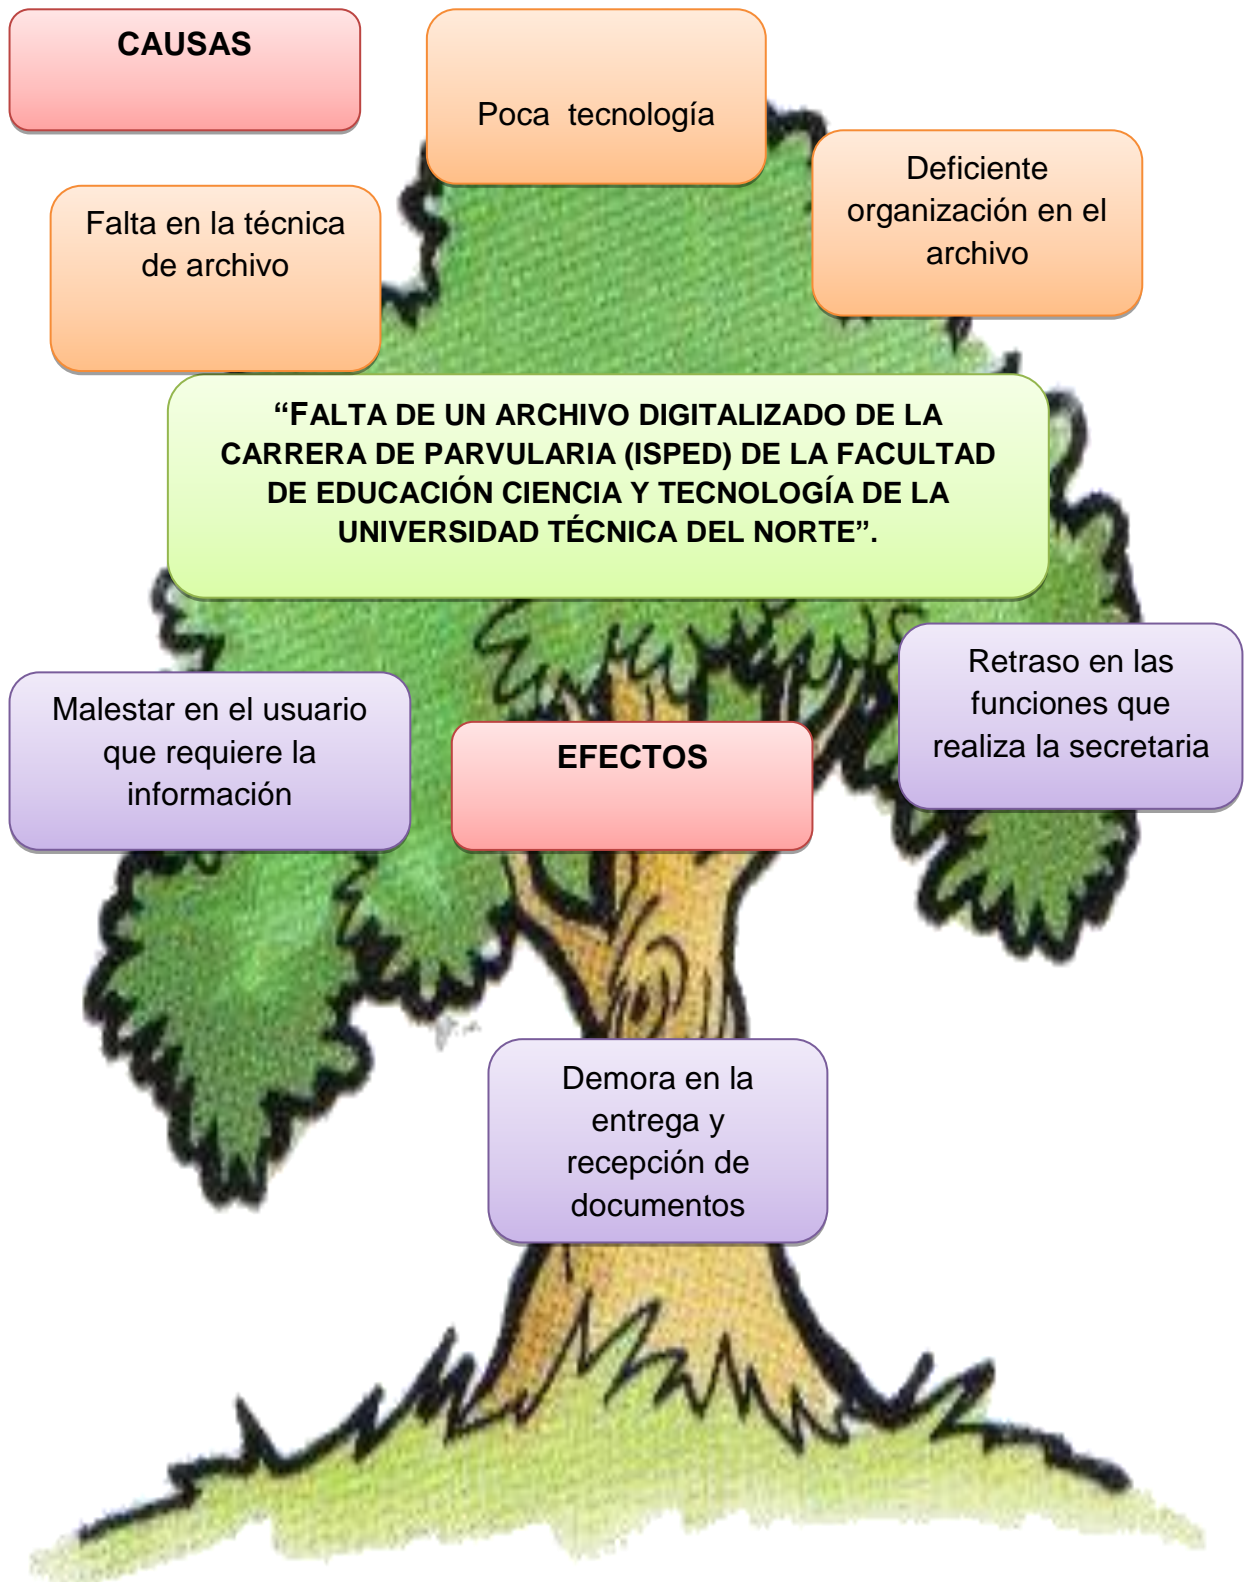 CAUSAS
Poca tecnología
Deficiente
organización en el
archivo
Falta en la técnica
de archivo
“FALTA DE UN ARCHIVO DIGITALIZADO DE LA
CARRERA DE PARVULARIA (ISPED) DE LA FACULTAD
DE EDUCACIÓN CIENCIA Y TECNOLOGÍA DE LA
UNIVERSIDAD TÉCNICA DEL NORTE”.
Malestar en el usuario
que requiere la
información
EFECTOS
Retraso en las
funciones que
realiza la secretaria
Demora en la
entrega y
recepción de
documentos